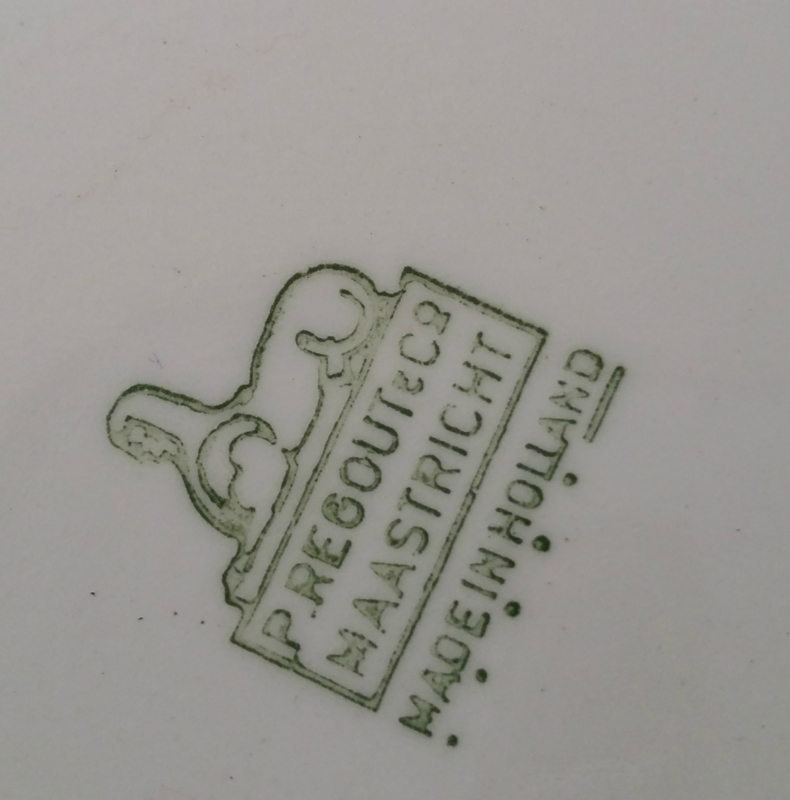 P. REGOUT & Co
MAASTRICHT
MADE IN HOLLAND